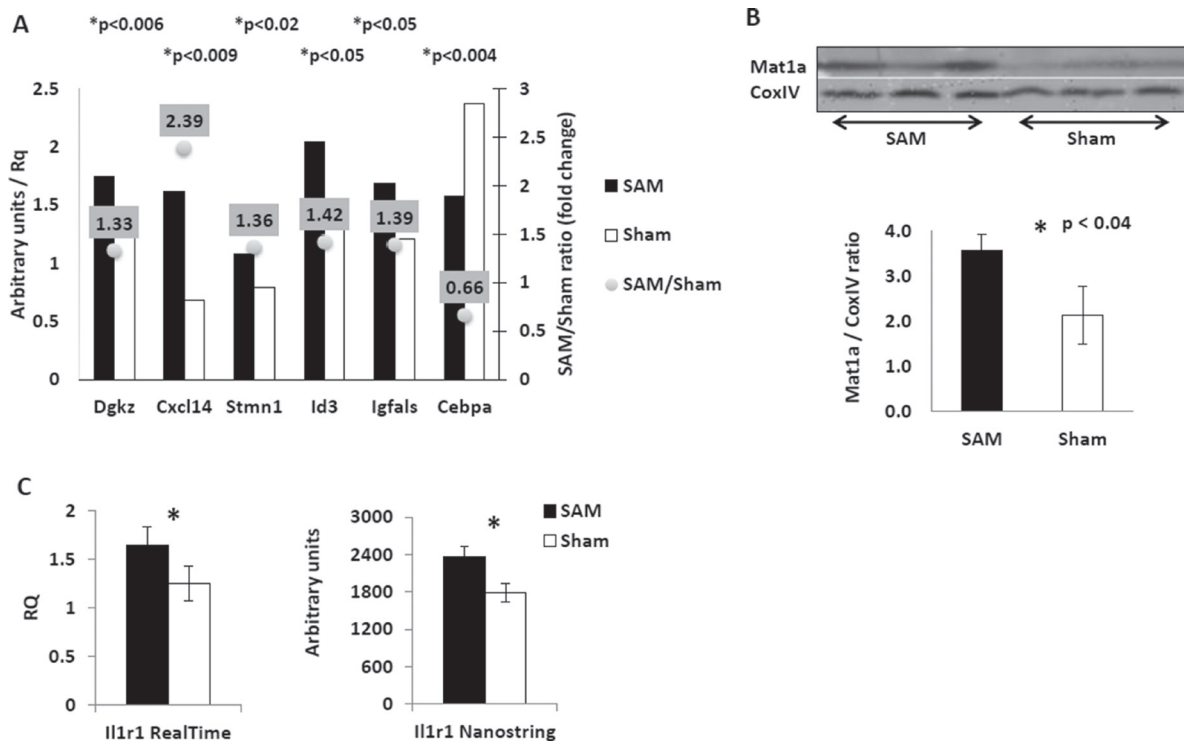 A
*p<0.006
*p<0.02
*p<0.05
*p<0.009
*p<0.05
*p<0.004
Arbitrary units / Rq
2.5
2
1.5
1
0.5
0
1.33
2.39
1.36
1.42
1.39
0.66
3
2.5
2
1.5
1
0.5
0
SAM/Sham ratio (fold change)
Dgkz Cxcl14 Stmn1 Id3 Igfals Cebpa
SAM
Sham
SAM/Sham
B
Mat1a
CoxIV
SAM Sham
Mat1a / CoxIV ratio
4.0
3.0
2.0
1.0
0.0
* p < 0.04
SAM Sham
C
RQ
2
1.5
1
0.5
0
*
Il1r1 RealTime
Arbitrary units
3000
2400
1800
1200
600
0
*
Il1r1 Nanostring
SAM
Sham